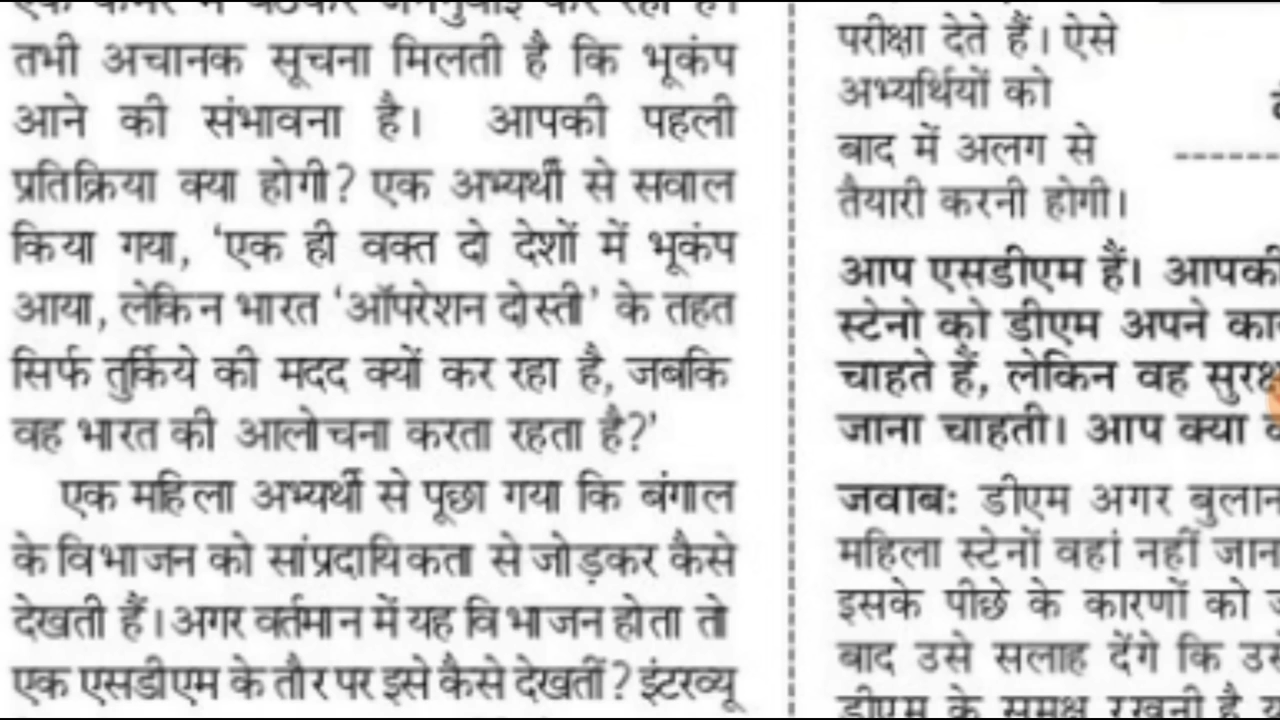 तभी अचानक सूचना मिलती है कि भूकंप
आने की संभावना है। आपकी पहली
प्रतिक्रिया क्या होगी? एक अभ्यर्थी से सवाल
किया गया, ‘एक ही वक्त दो देशों में भूकंप
आया, लेकिन भारत ‘ऑपरेशन दोस्ती’ के तहत
सिर्फ तुर्किये की मदद क्यों कर रहा है, जबकि
वह भारत की आलोचना करता रहता है?’
एक महिला अभ्यर्थी से पूछा गया कि बंगाल
के विभाजन को सांप्रदायिकता से जोड़कर कैसे
देखती हैं। अगर वर्तमान में यह विभाजन होता तो
एक एसडीएम के तौर पर इसे कैसे देखतीं? इंटरव्यू
परीक्षा देते हैं। ऐसे
अभ्यर्थियों को
बाद में अलग से
तैयारी करनी होगी।
आप एसडीएम हैं। आपकी
स्टेनो को डीएम अपने
चाहते हैं, लेकिन वह
जाना चाहती। आप क्या
जवाब: डीएम अगर
महिला स्टेनों वहां नहीं
इसके पीछे के कारणों को
बाद उसे सलाह देंगे कि
डीएम के समक्ष रखनी है